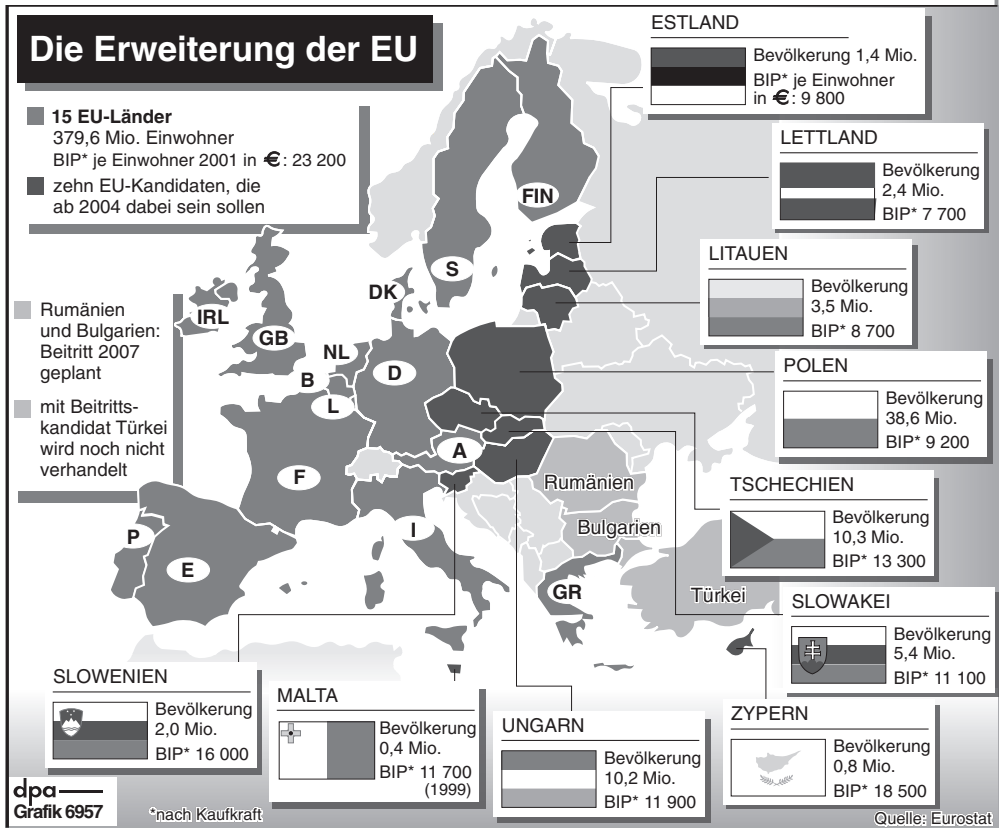 Die Erweiterung der EU
15 EU-Länder
379,6 Mio. Einwohner
BIP* je Einwohner 2001 in €: 23 200
zehn EU-Kandidaten, die
ab 2004 dabei sein sollen
Rumänien
und Bulgarien:
Beitritt 2007
geplant
mit Beitritts-
kandidat Türkei
wird noch nicht
verhandelt
ESTLAND
Bevölkerung 1,4 Mio.
BIP* je Einwohner
in €: 9 800
LETTLAND
Bevölkerung
2,4 Mio.
BIP* 7 700
LITAUEN
Bevölkerung
3,5 Mio.
BIP* 8 700
POLEN
Bevölkerung
38,6 Mio.
BIP* 9 200
TSCHECHIEN
Bevölkerung
10,3 Mio.
BIP* 13 300
SLOWAKEI
Bevölkerung
5,4 Mio.
BIP* 11 100
ZYPERN
Bevölkerung
0,8 Mio.
BIP* 18 500
UNGARN
Bevölkerung
10,2 Mio.
BIP* 11 900
MALTA
Bevölkerung
0,4 Mio.
BIP* 11 700
(1999)
SLOWENIEN
Bevölkerung
2,0 Mio.
BIP* 16 000
FIN
S
DK
IRL
GB
NL
B
D
L
A
F
I
P
E
GR
Rumänien
Bulgarien
Türkei
dpa
Grafik 6957
*nach Kaufkraft
Quelle: Eurostat